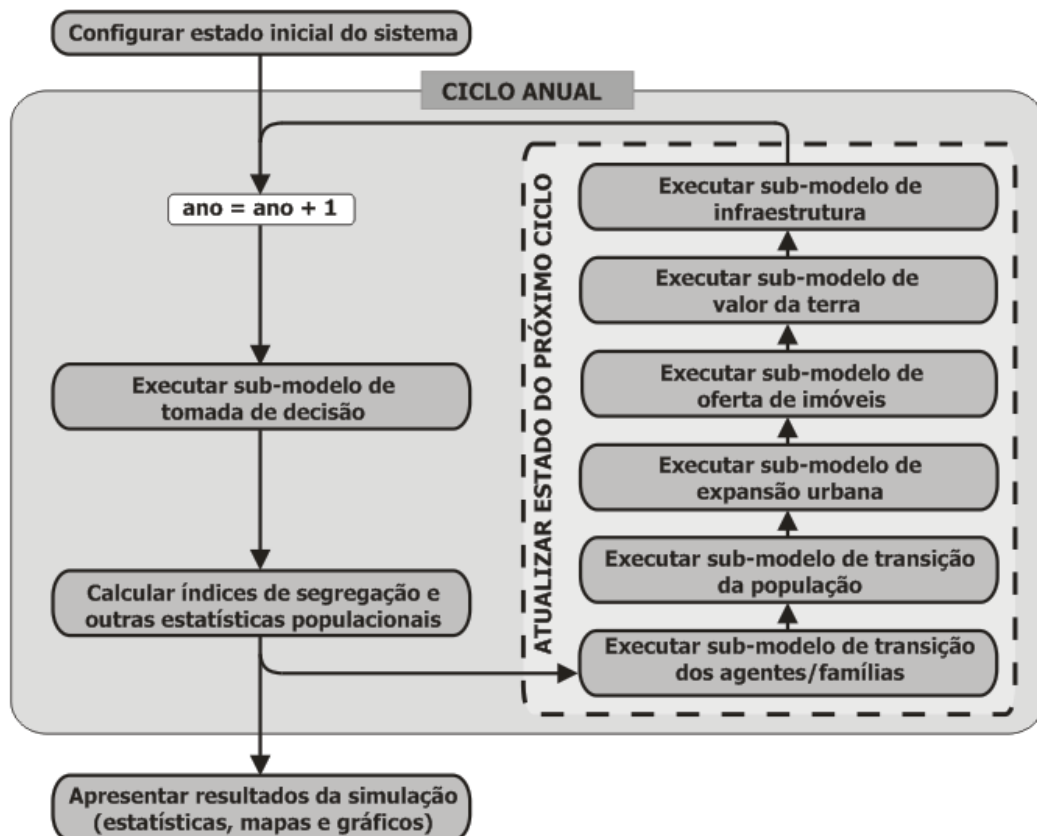 Configurar estado inicial do sistema
CICLO ANUAL
ano = ano + 1
Executar sub-modelo de
tomada de decisão
Calcular índices de segregação e
outras estatísticas populacionais
ATUALIZAR ESTADO DO PRÓXIMO CICLO
Executar sub-modelo de
infraestrutura
Executar sub-modelo de
valor da terra
Executar sub-modelo de
oferta de imóveis
Executar sub-modelo de
expansão urbana
Executar sub-modelo de transição
da população
Executar sub-modelo de transição
dos agentes/famílias
Apresentar resultados da simulação
(estatísticas, mapas e gráficos)